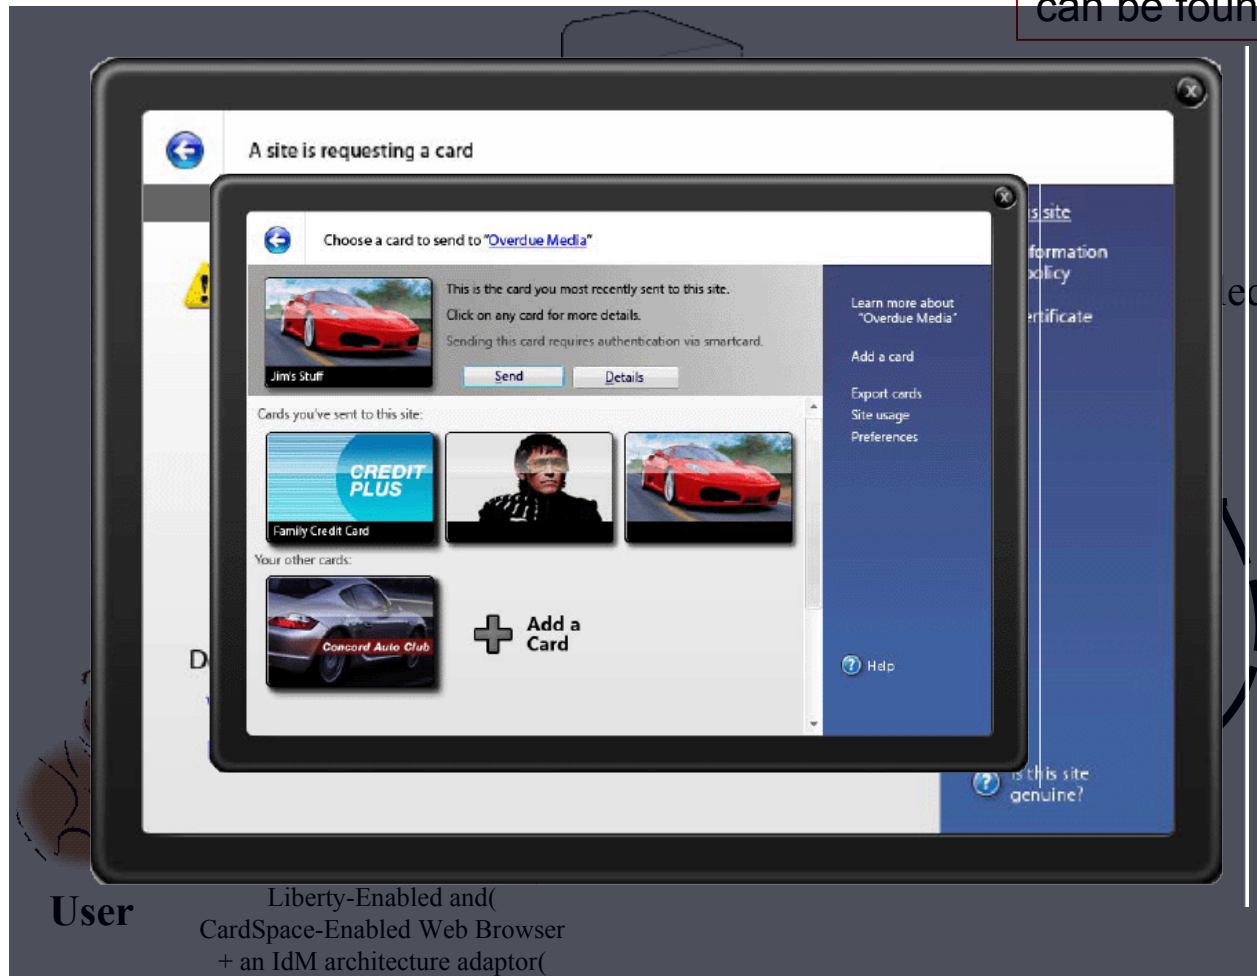 can be foun
A site is requesting a card
s site
formation
policy
ertificate
Choose a card to send to "Overdue Media"
This is the card you most recently sent to this site.
Click on any card for more details.
Sending this card requires authentication via smartcard.
Jim's Stuff
Send
Details
Learn more about
"Overdue Media"
Add a card
Export cards
Site usage
Preferences
Help
Cards you've sent to this site:
CREDIT
PLUS
Family Credit Card
Your other cards:
Concord Auto Club
Add a
Card
D
Is this site
genuine?
User
Liberty-Enabled and(
CardSpace-Enabled Web Browser
+ an IdM architecture adaptor(